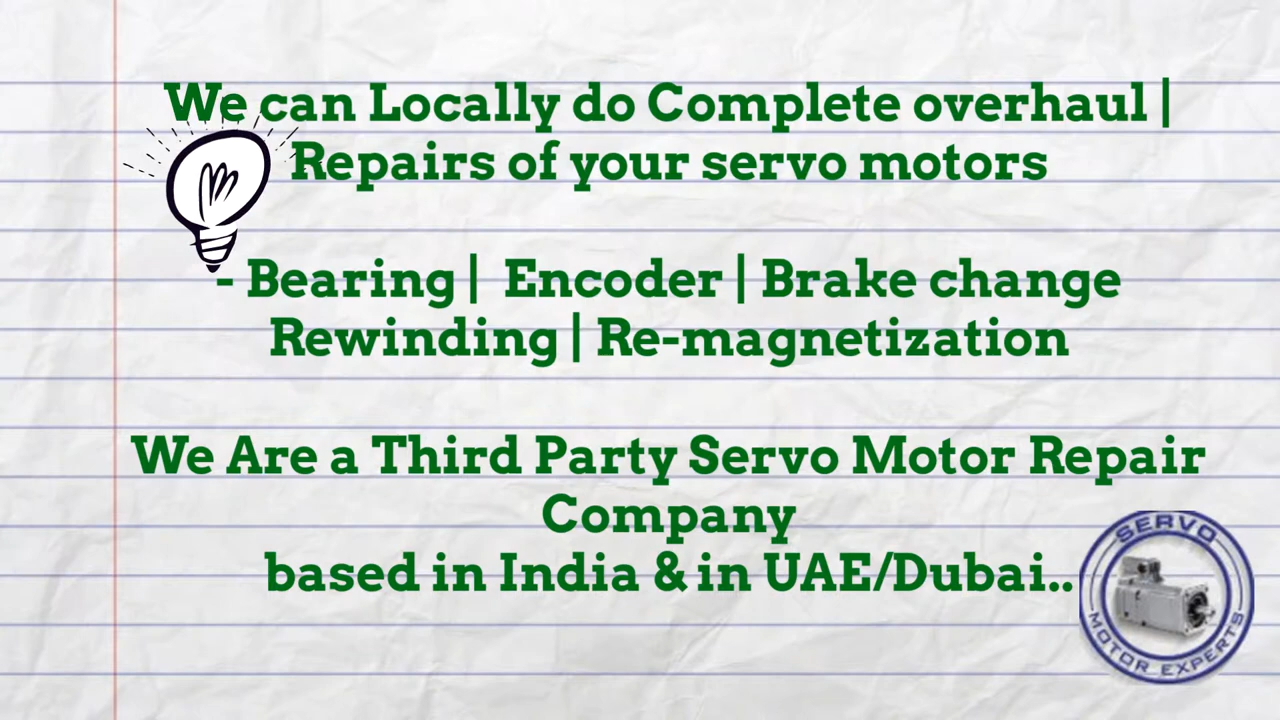 We can Locally do Complete overhaul |
Repairs of your servo motors
- Bearing | Encoder | Brake change
Rewinding | Re-magnetization
We Are a Third Party Servo Motor Repair
Company
based in India & in UAE/Dubai..
SERVO
MOTOR EXPERTS